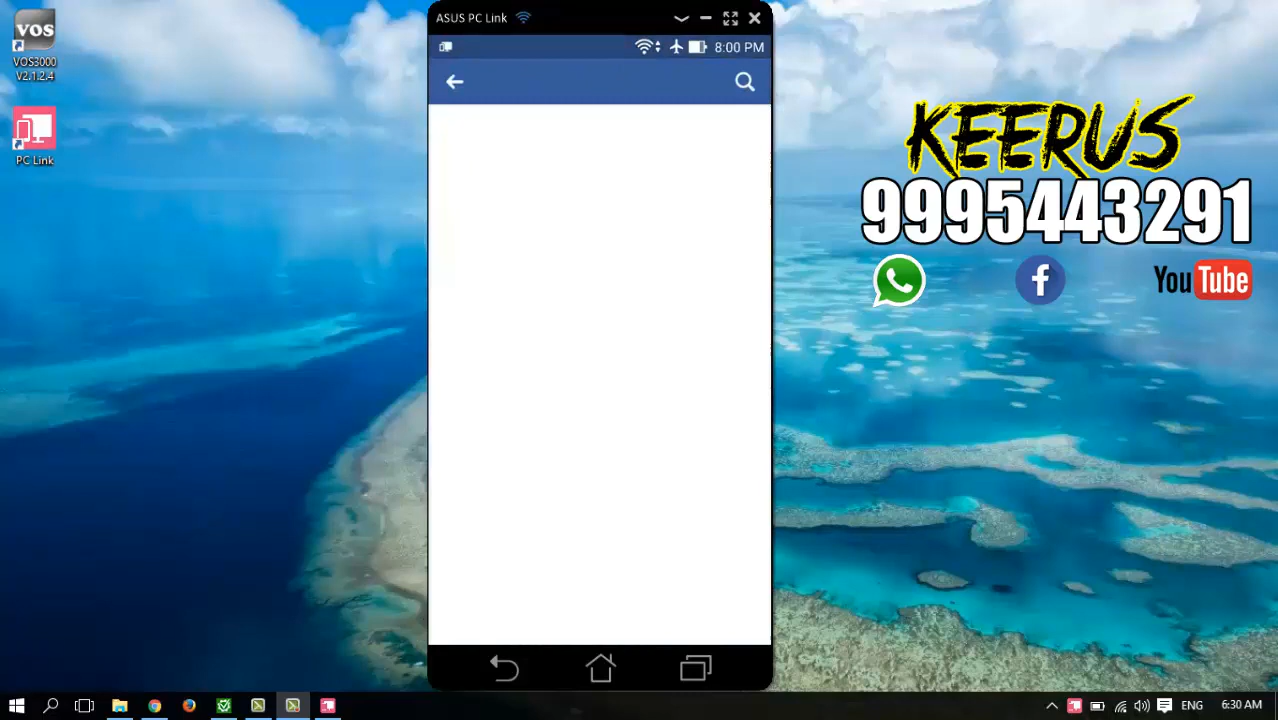 VOS
VOS3000
V2.1.2.4
PC Link
ASUS PC Link
8:00 PM
KEERUS
9995443291
YouTube
ENG
6:30 AM